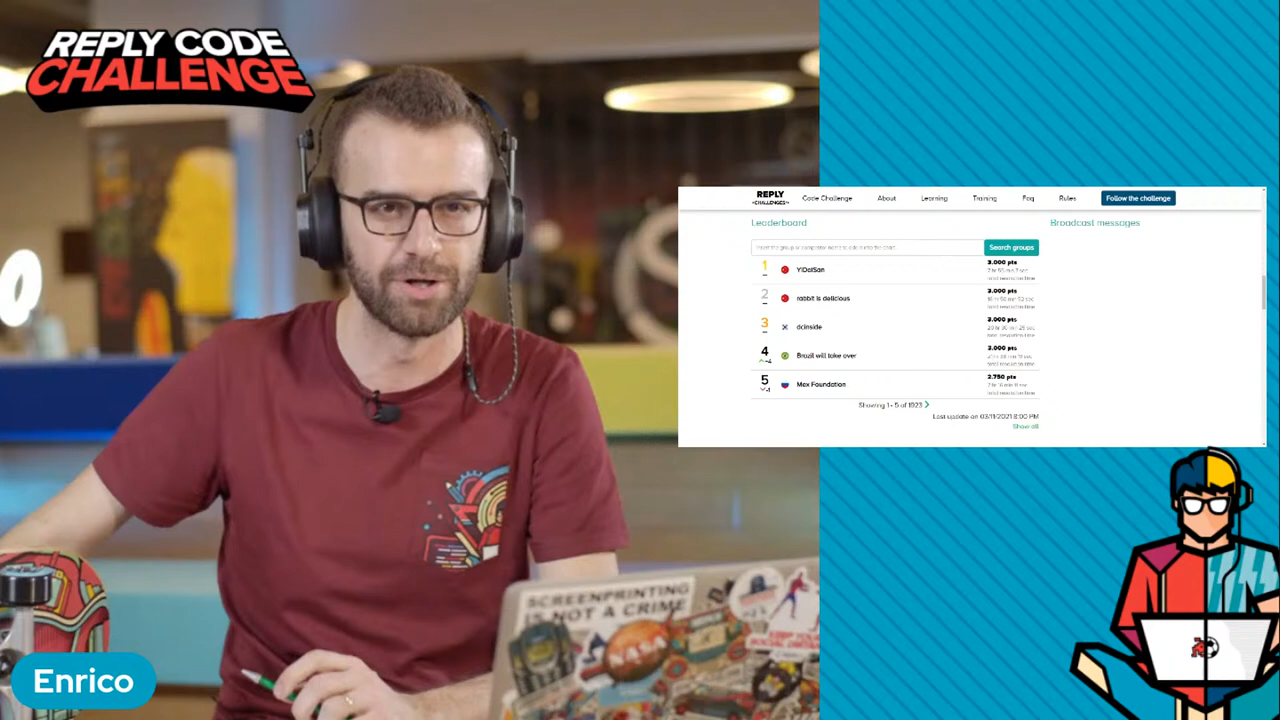 REPLY CODE
CHALLENGE
REPLY
CHALLENGES
Code Challenge
About
Learning
Training
Faq
Rules
Follow the challenge
Leaderboard
Broadcast messages
Search groups
1
YiDaiSan
3.000 pts
2
rabbit is delicious
3.000 pts
3
dcinside
3.000 pts
4
Brazil will take over
3.000 pts
5
Mex Foundation
2.750 pts
Showing 1 - 5 of 1923
Last update on 03/11/2021 8:00 PM
Show all
SCREENPRINTING
IS NOT A CRIME
NASA
Enrico